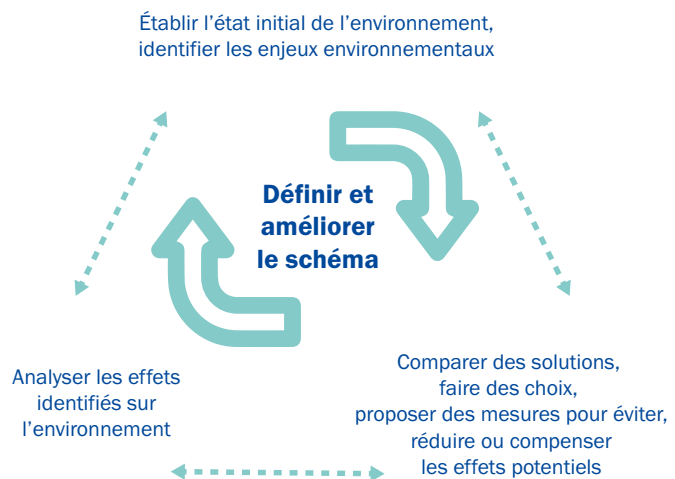 Établir l’état initial de l’environnement,
identifier les enjeux environnementaux
Définir et
améliorer
le schéma
Analyser les effets
identifiés sur
l’environnement
Comparer des solutions,
faire des choix,
proposer des mesures pour éviter,
réduire ou compenser
les effets potentiels